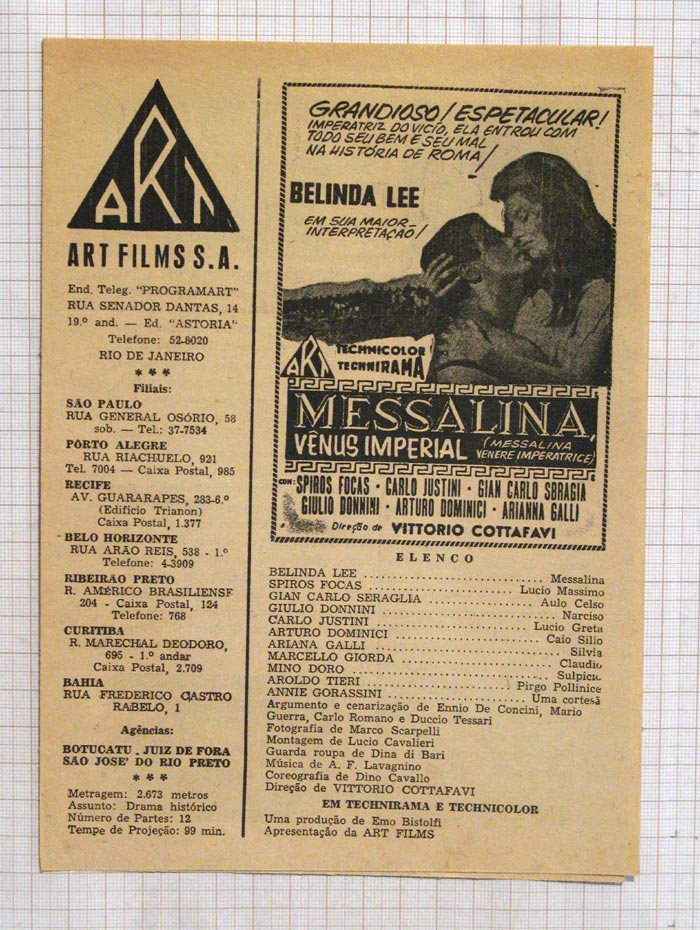 ART
ART FILMS S.A.
End. Teleg. "PROGRAMART"
RUA SENADOR DANTAS, 14
19.º and. — Ed. "ASTORIA"
Telefone: 52-8020
RIO DE JANEIRO
* * *
Filiais:
SÃO PAULO
RUA GENERAL OSÓRIO, 58
sob. — Tel.: 37-7534
PÔRTO ALEGRE
RUA RIACHUELO, 921
Tel. 7004 — Caixa Postal, 985
RECIFE
AV. GUARARAPES, 283-6.º
(Edifício Trianon)
Caixa Postal, 1.377
BELO HORIZONTE
RUA ARÃO REIS, 538 - 1.º
Telefone: 4-3909
RIBEIRÃO PRETO
R. AMÉRICO BRASILIENSE
204 - Caixa Postal, 124
Telefone: 768
CURITIBA
R. MARECHAL DEODORO,
695 - 1.º andar
Caixa Postal, 2.709
BAHIA
RUA FREDERICO CASTRO
RABELO, 1
Agências:
BOTUCATU - JUIZ DE FORA
SÃO JOSE' DO RIO PRETO
* * *
Metragem: 2.673 metros
Assunto: Drama histórico
Número de Partes: 12
Tempe de Projeção: 99 min.
GRANDIOSO! ESPETACULAR!
IMPERATRIZ DO VICIO, ELA ENTROU COM
TODO SEU BEM E SEU MAL
NA HISTÓRIA DE ROMA!
BELINDA LEE
EM SUA MAIOR
INTERPRETAÇÃO!
ART
TECHNICOLOR
TECHNIRAMA
MESSALINA,
VÊNUS IMPERIAL
(MESSALINA
VENERE IMPERATRICE)
COM: SPIROS FOCAS · CARLO JUSTINI · GIAN CARLO SBRAGIA
GIULIO DONNINI · ARTURO DOMINICI · ARIANNA GALLI
Direção de VITTORIO COTTAFAVI
ELENCO
BELINDA LEE .......... Messalina
SPIROS FOCAS .......... Lucio Massimo
GIAN CARLO SERAGLIA .......... Aulo Celso
GIULIO DONNINI .......... Narciso
CARLO JUSTINI .......... Lucio Greta
ARTURO DOMINICI .......... Caio Silio
ARIANA GALLI .......... Silvia
MARCELLO GIORDA .......... Claudio
MINO DORO .......... Sulpicio
AROLDO TIERI .......... Pirgo Pollinice
ANNIE GORASSINI .......... Uma cortesã
Argumento e cenarização de Ennio De Concini, Mario
Guerra, Carlo Romano e Duccio Tessari
Fotografia de Marco Scarpelli
Montagem de Lucio Cavalieri
Guarda roupa de Dina di Bari
Música de A. F. Lavagnino
Coreografia de Dino Cavallo
Direção de VITTORIO COTTAFAVI
EM TECHNIRAMA E TECHNICOLOR
Uma produção de Emo Bistolfi
Apresentação da ART FILMS